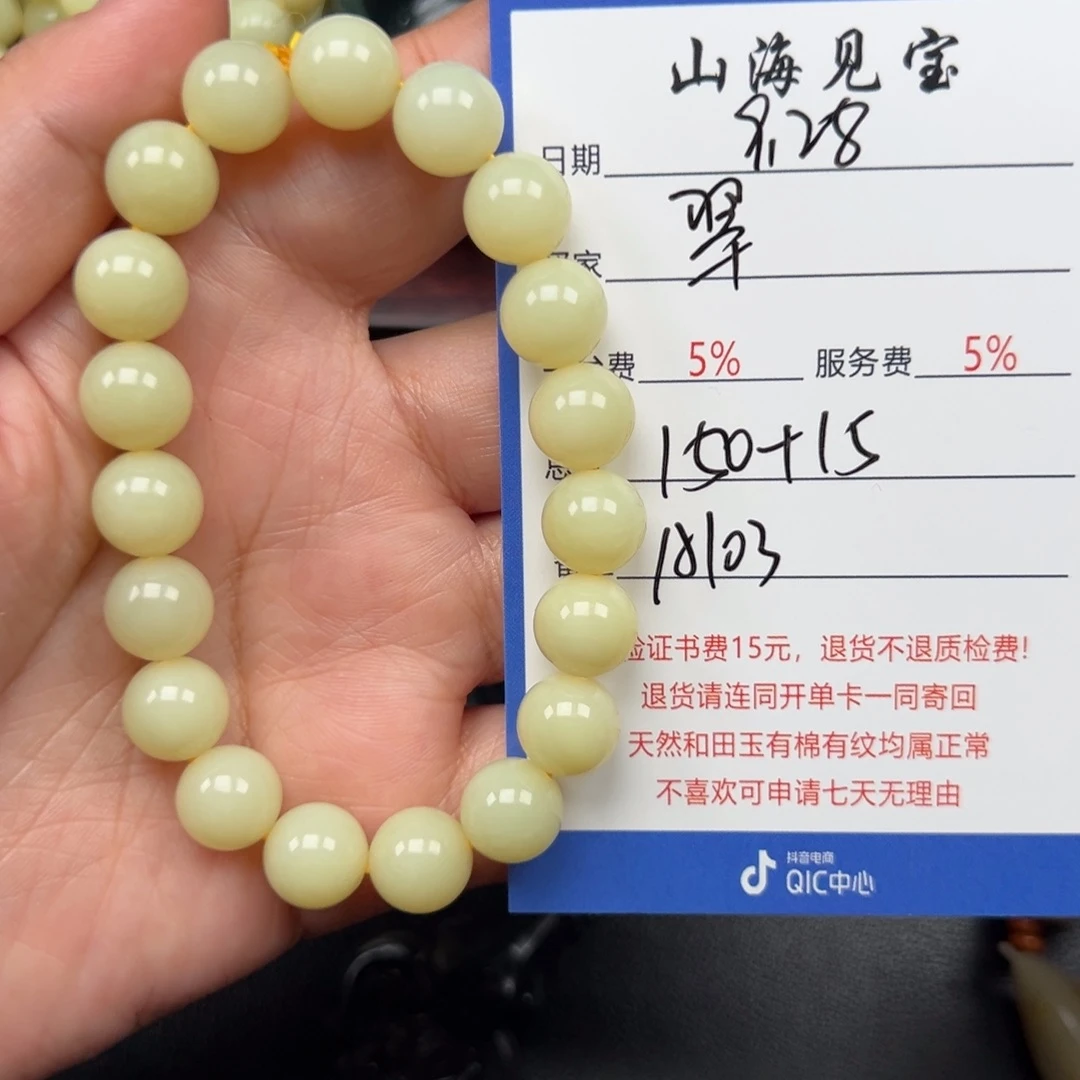 山海见宝
日期 8.28
家 翠
费 5% 服务费 5%
150+15
验证书费15元，退货不退质检费!
退货请连同开单卡一同寄回
天然和田玉有棉有纹均属正常
不喜欢可申请七天无理由
抖音电商
QIC中心